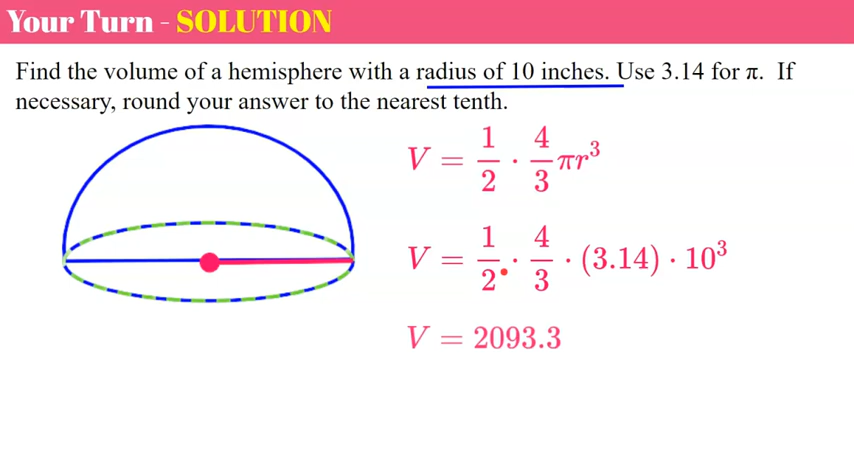 Your Turn - SOLUTION
Find the volume of a hemisphere with a radius of 10 inches. Use 3.14 for π. If
necessary, round your answer to the nearest tenth.
V = 1/2 · 4/3 πr³
V = 1/2 · 4/3 · (3.14) · 10³
V = 2093.3